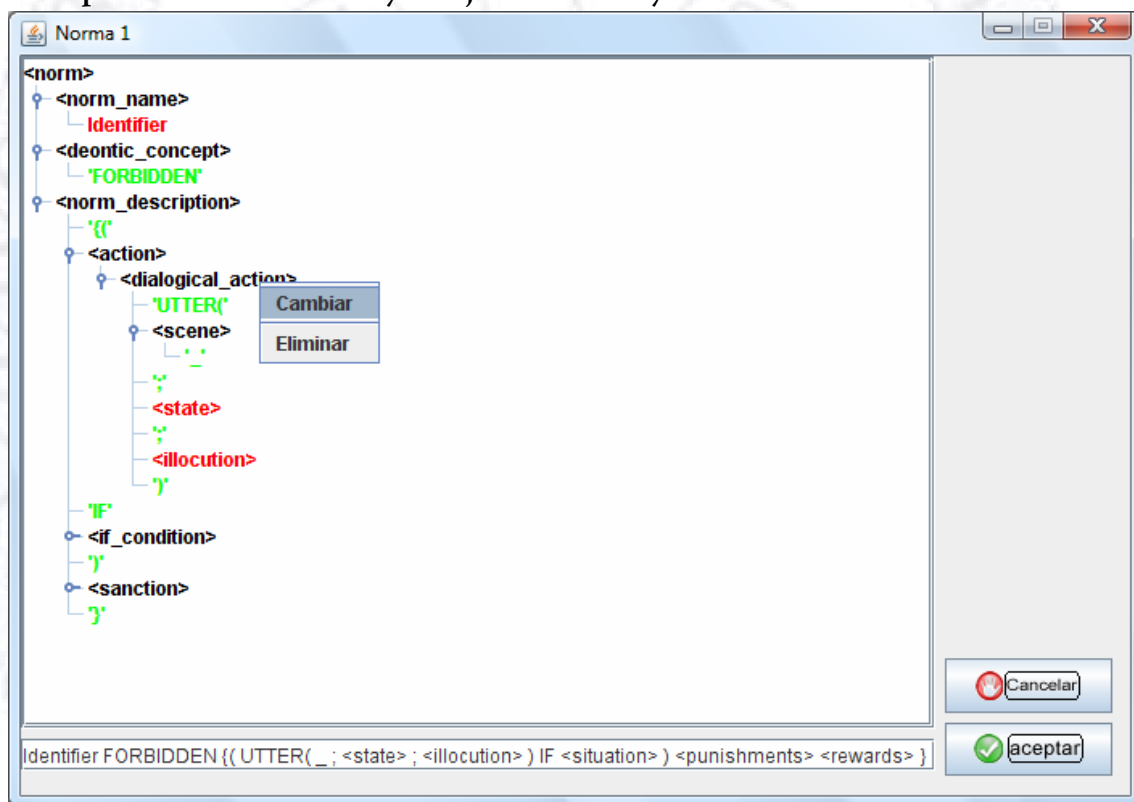 Norma 1
<norm>
<norm_name>
Identifier
<deontic_concept>
'FORBIDDEN'
<norm_description>
'{('
<action>
<dialogical_action>
'UTTER('
Cambiar
<scene>
Eliminar
'_'
';'
<state>
';'
<illocution>
')'
'IF'
<if_condition>
')'
<sanction>
'}'
Cancelar
Identifier FORBIDDEN {( UTTER( _ ; <state> ; <illocution> ) IF <situation> ) <punishments> <rewards> }
aceptar